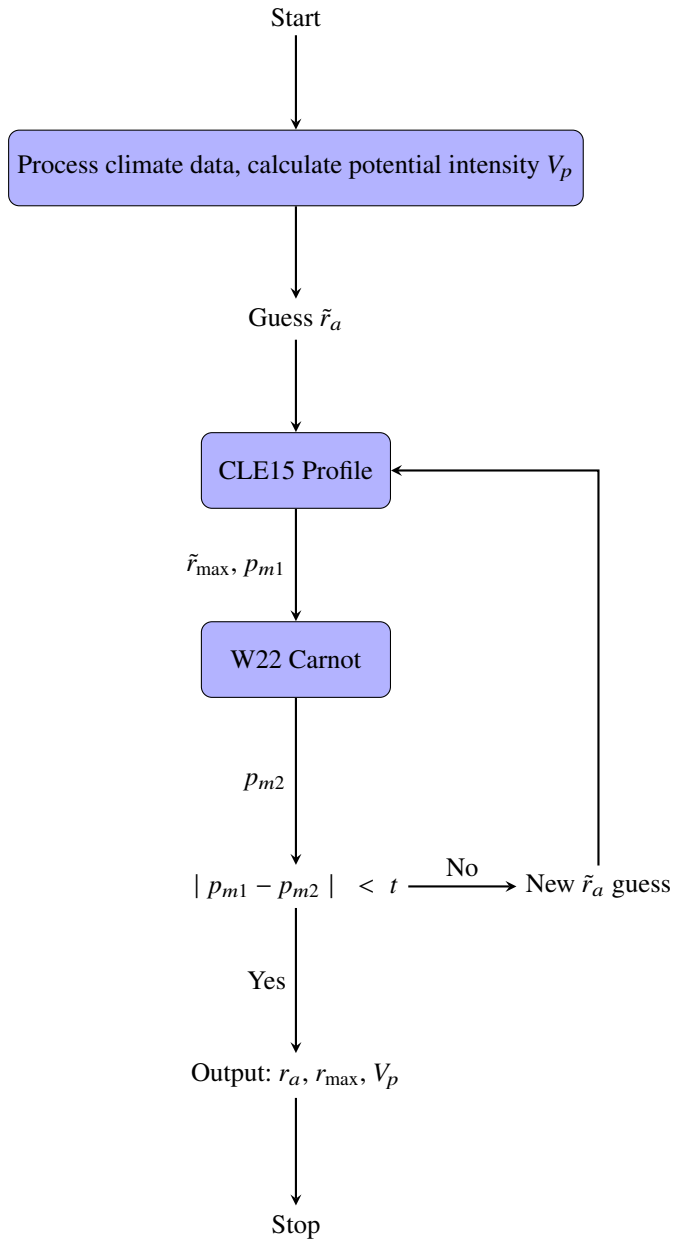 Start
Process climate data, calculate potential intensity V_p
Guess r̃_a
CLE15 Profile
r̃_max, p_m1
W22 Carnot
p_m2
| p_m1 − p_m2 | < t
No
New r̃_a guess
Yes
Output: r_a, r_max, V_p
Stop